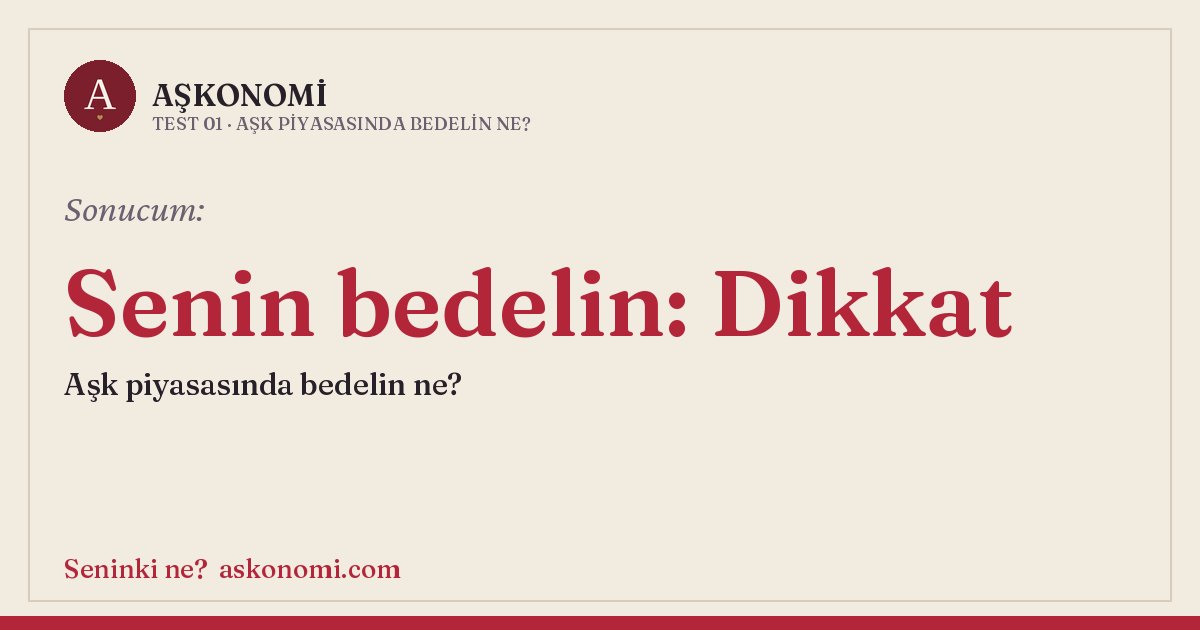 A
AŞKONOMİ
TEST 01 · AŞK PİYASASINDA BEDELİN NE?
Sonucum:
Senin bedelin: Dikkat
Aşk piyasasında bedelin ne?
Seninki ne? askonomi.com